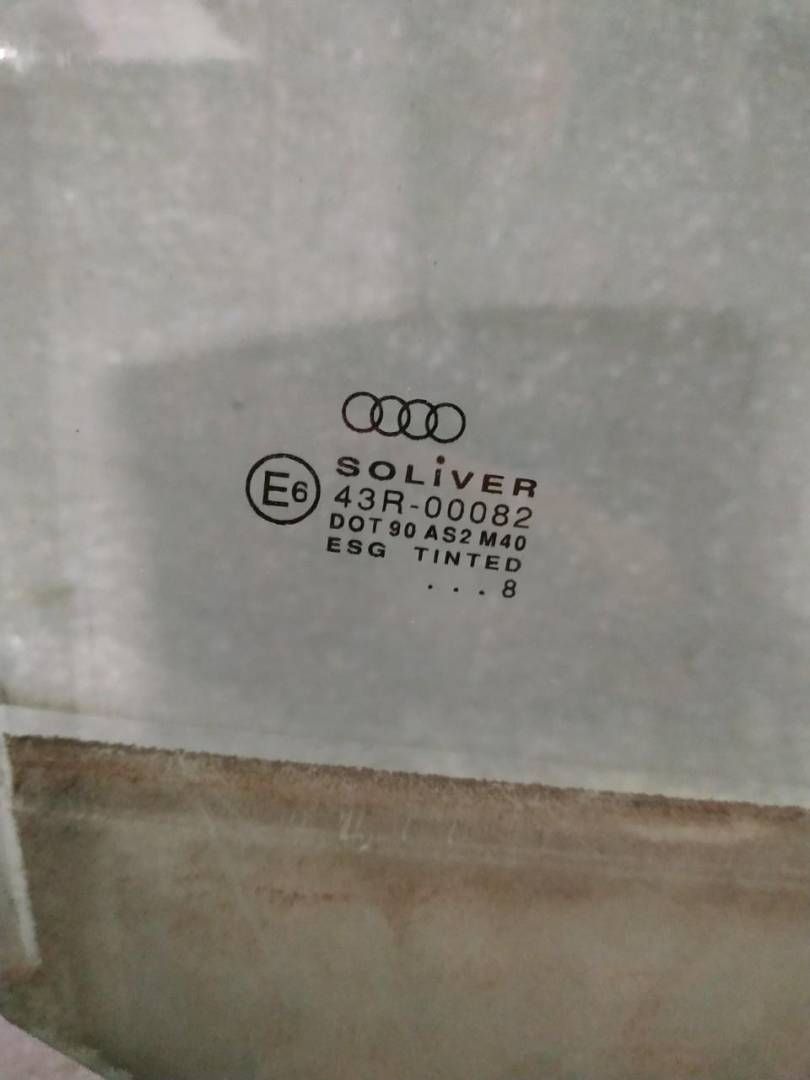 SOLiVER
E6
43R-00082
DOT 90 AS2 M40
ESG TINTED
. . . 8